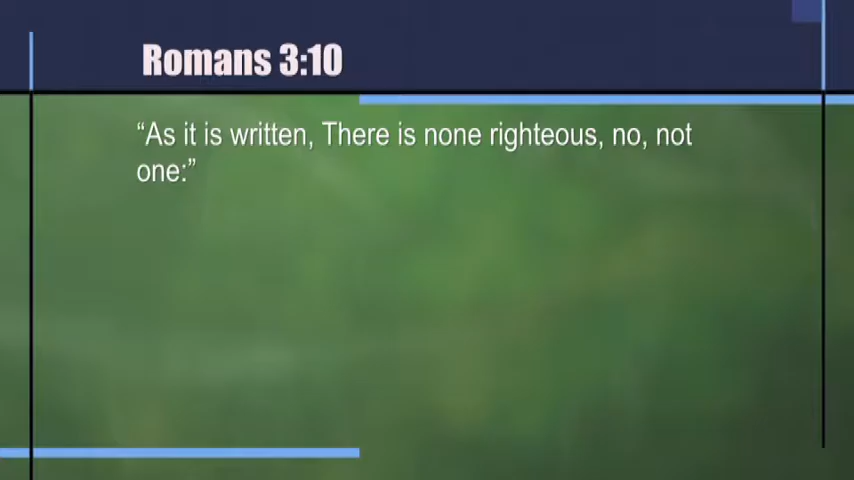 Romans 3:10
“As it is written, There is none righteous, no, not
one:”